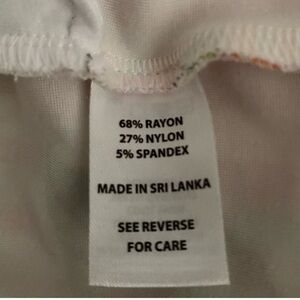 68% RAYON
27% NYLON
5% SPANDEX
MADE IN SRI LANKA
SEE REVERSE
FOR CARE